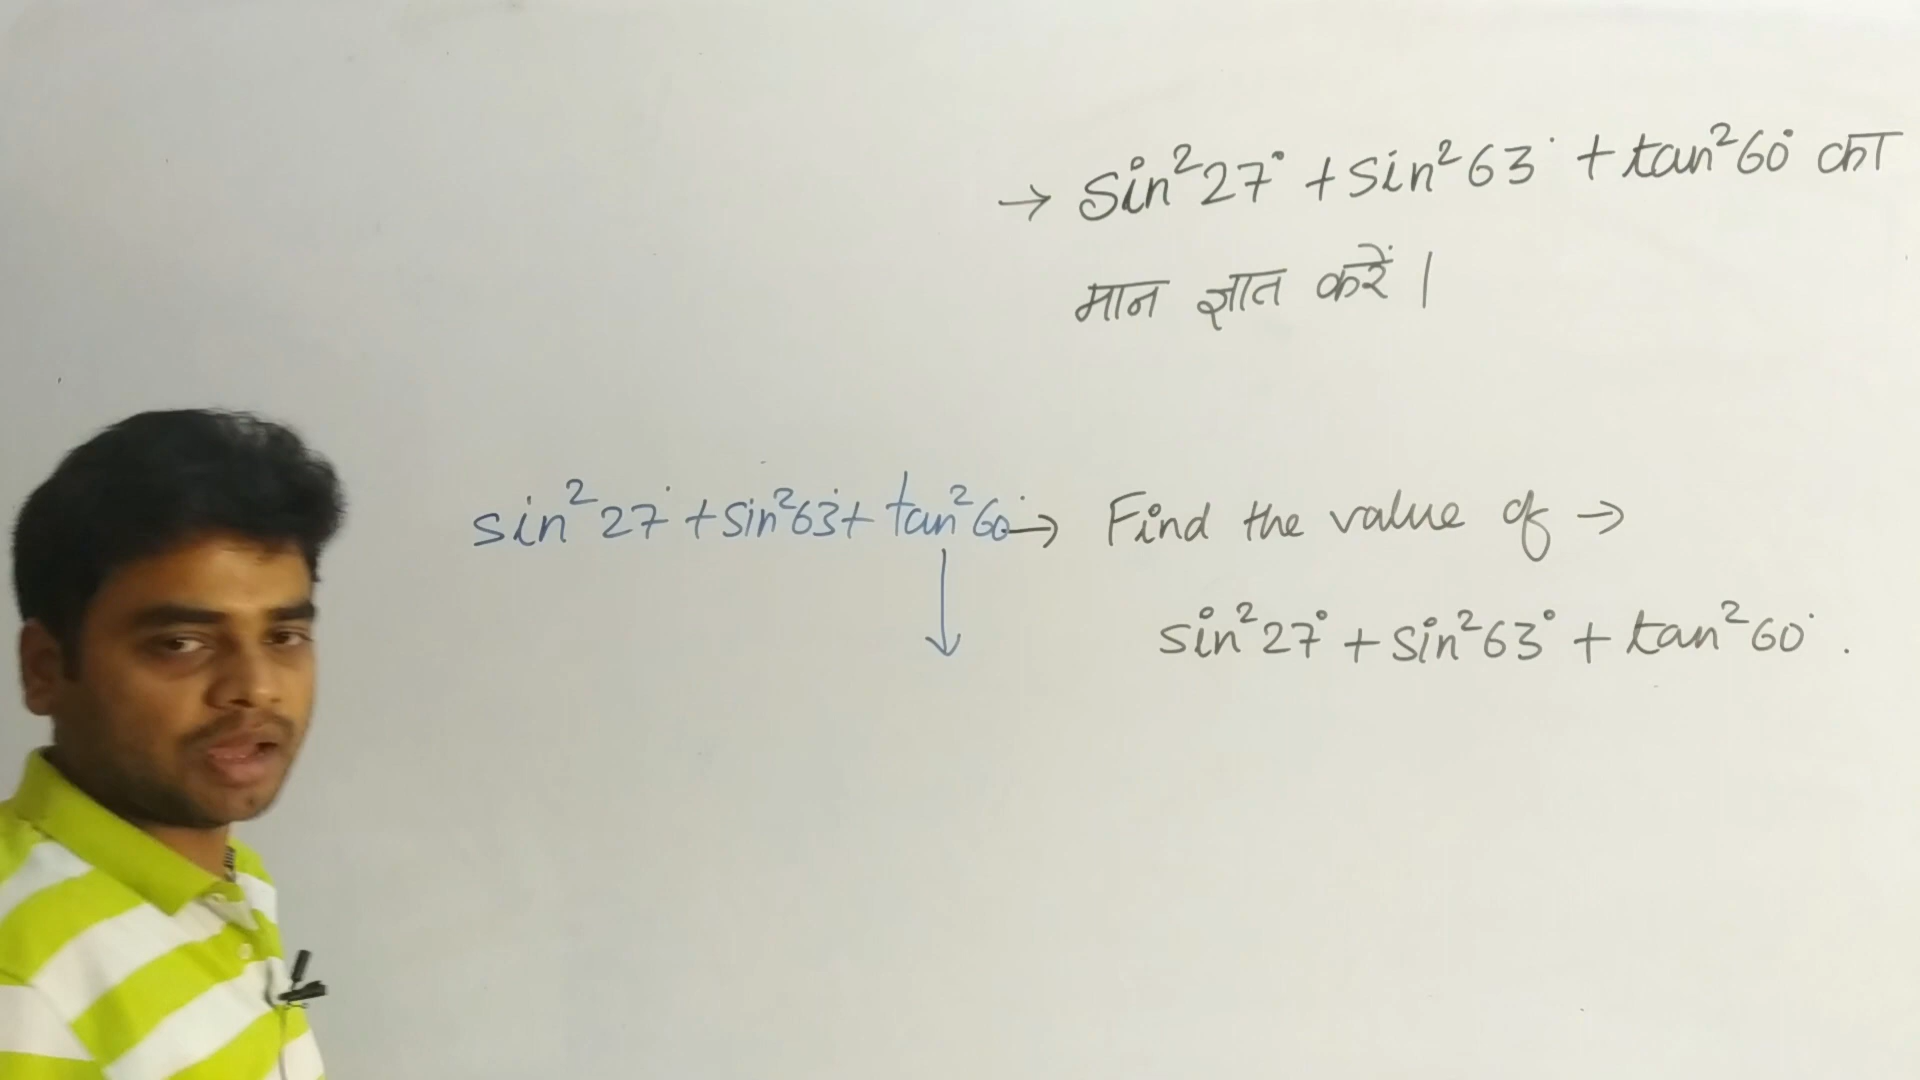 → Sin²27° + Sin²63° + tan²60° का
मान ज्ञात करें।
sin²27° + sin²63° + tan²60°
→ Find the value of →
sin²27° + sin²63° + tan²60°.